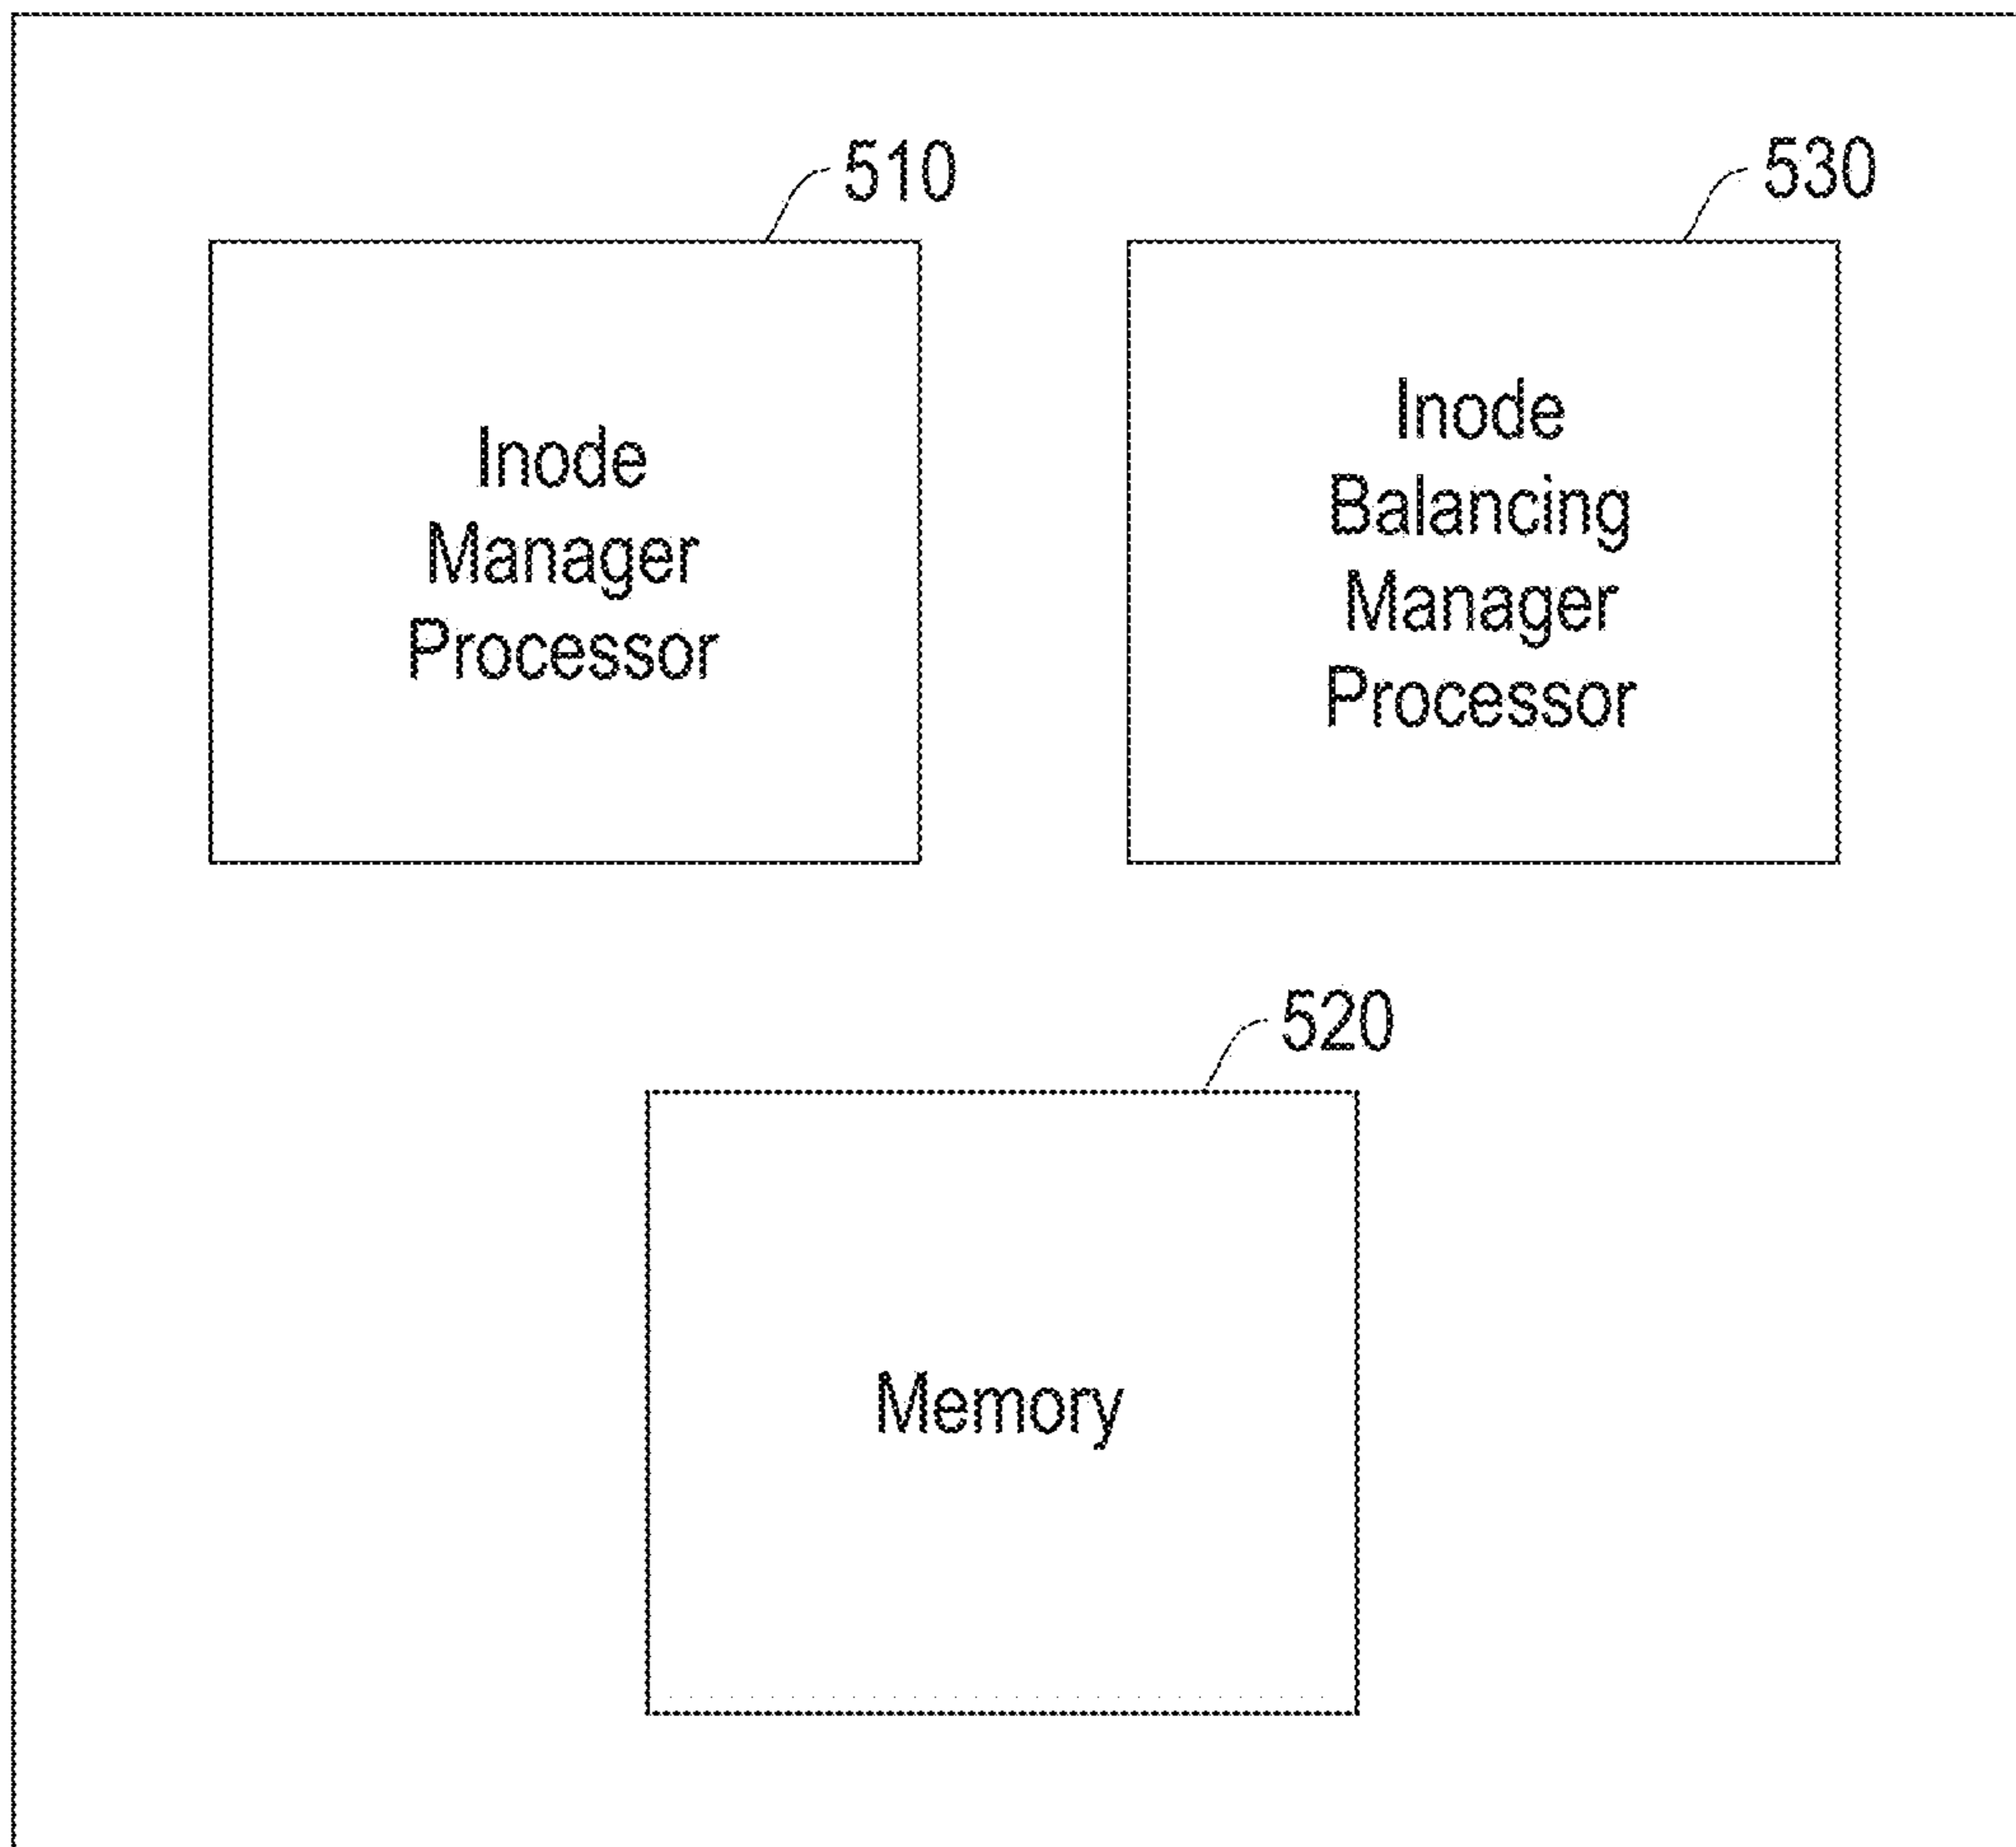 510
Inode
Manager
Processor
530
Inode
Balancing
Manager
Processor
520
Memory